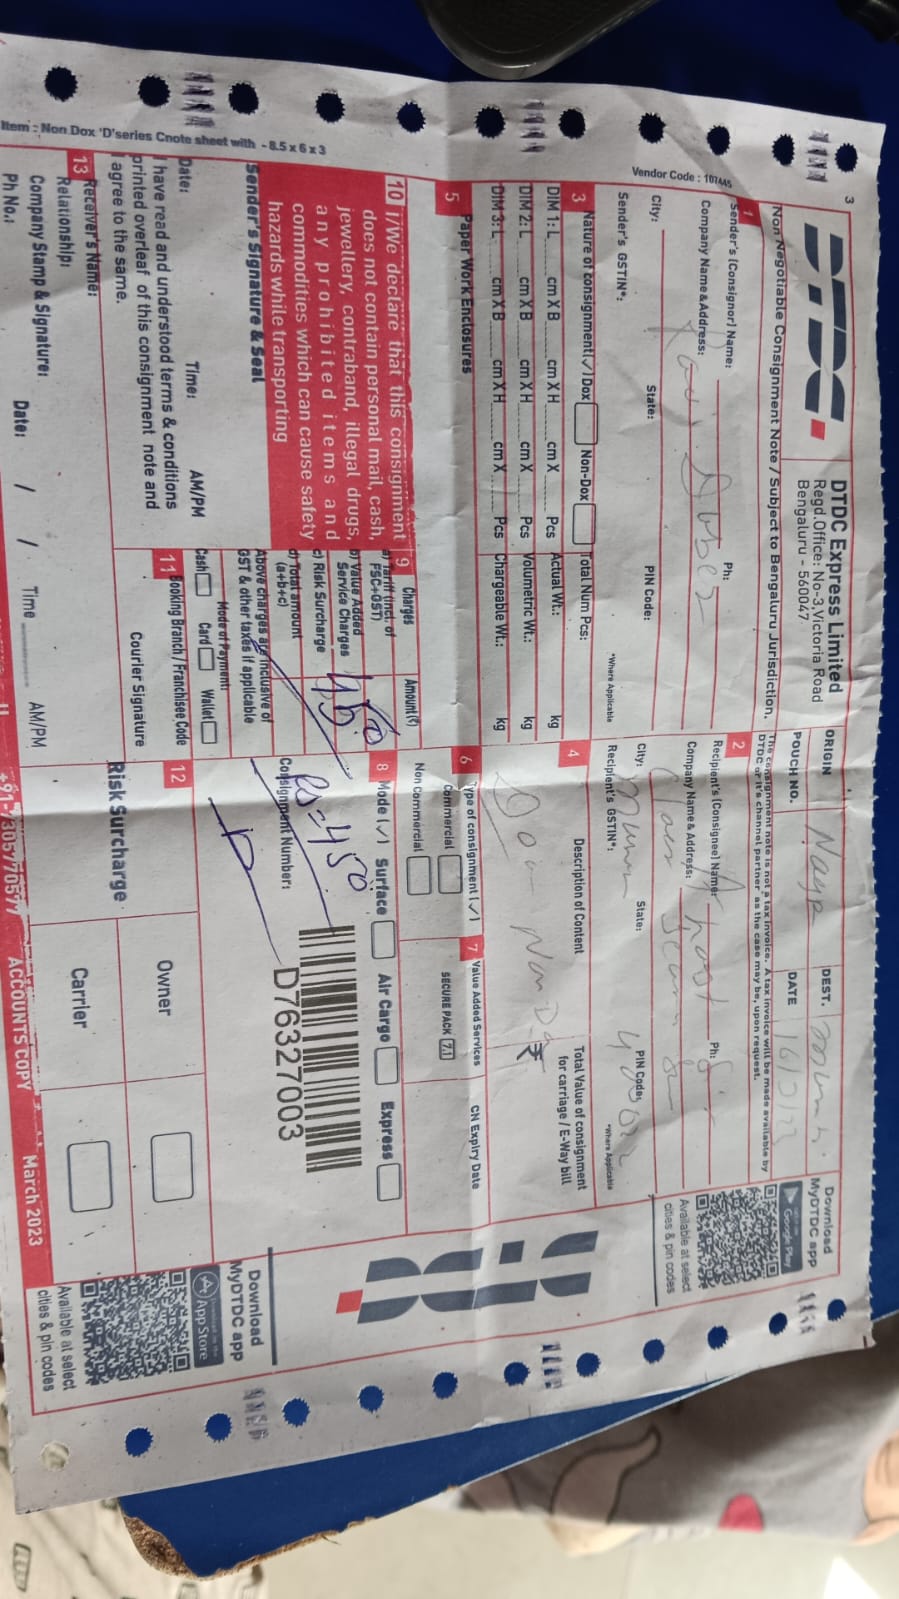 3
Vendor Code : 107445
Item : Non Dox 'D'series Cnote sheet with - 8.5 x 6 x 3
DTDC
DTDC Express Limited
Regd.Office: No-3,Victoria Road
Bengaluru - 560047
Non Negotiable Consignment Note / Subject to Bengaluru Jurisdiction.
ORIGIN
DEST.
POUCH NO.
DATE
The consignment note is not a tax invoice. A tax invoice will be made available by
DTDC or it's channel partner as the case may be, upon request.
Download
MyDTDC app
Google Play
Available at select
cities & pin codes
1 Sender's (Consignor) Name:
Ph:
Company Name&Address:
City:
State:
PIN Code:
Sender's GSTIN*:
*Where Applicable
2 Recipient's (Consignee) Name:
Ph:
Company Name&Address:
City:
State:
PIN Code:
Recipient's GSTIN*:
*Where Applicable
3 Nature of consignment(✓) Dox Non-Dox Total Num Pcs:
DIM 1: L cm X B cm X H cm X Pcs Actual Wt.: kg
DIM 2: L cm X B cm X H cm X Pcs Volumetric Wt.: kg
DIM 3: L cm X B cm X H cm X Pcs Chargeable Wt.: kg
4 Description of Content
Total Value of consignment
for carriage / E-Way bill
₹
5 Paper Work Enclosures
6 Type of consignment (✓)
Commercial
Non Commercial
7 Value Added Services
CN Expiry Date
SECURE PACK 7.1
10 I/We declare that this consignment
does not contain personal mail, cash,
jewellery, contraband, illegal drugs,
any prohibited items and
commodities which can cause safety
hazards while transporting
Sender's Signature & Seal
Date: Time: AM/PM
I have read and understood terms & conditions
printed overleaf of this consignment note and
agree to the same.
9 Charges Amount(₹)
a) Tariff (incl. of
FSC+GST)
b) Value Added
Service Charges
c) Risk Surcharge
d) Total amount
(a+b+c)
450
Above charges are inclusive of
GST & other taxes if applicable
Mode of Payment:
Cash Card Wallet
11 Booking Branch / Franchisee Code
Courier Signature
8 Mode (✓) Surface Air Cargo Express
Rs-450
Consignment Number:
D76327003
12
Risk Surcharge
Owner
Carrier
DTDC
Download
MyDTDC app
App Store
Available at select
cities & pin codes
13 Receiver's Name:
Relationship:
Company Stamp & Signature:
Ph No.: Date: / / Time AM/PM
+91-7305770577 ACCOUNTS COPY March 2023